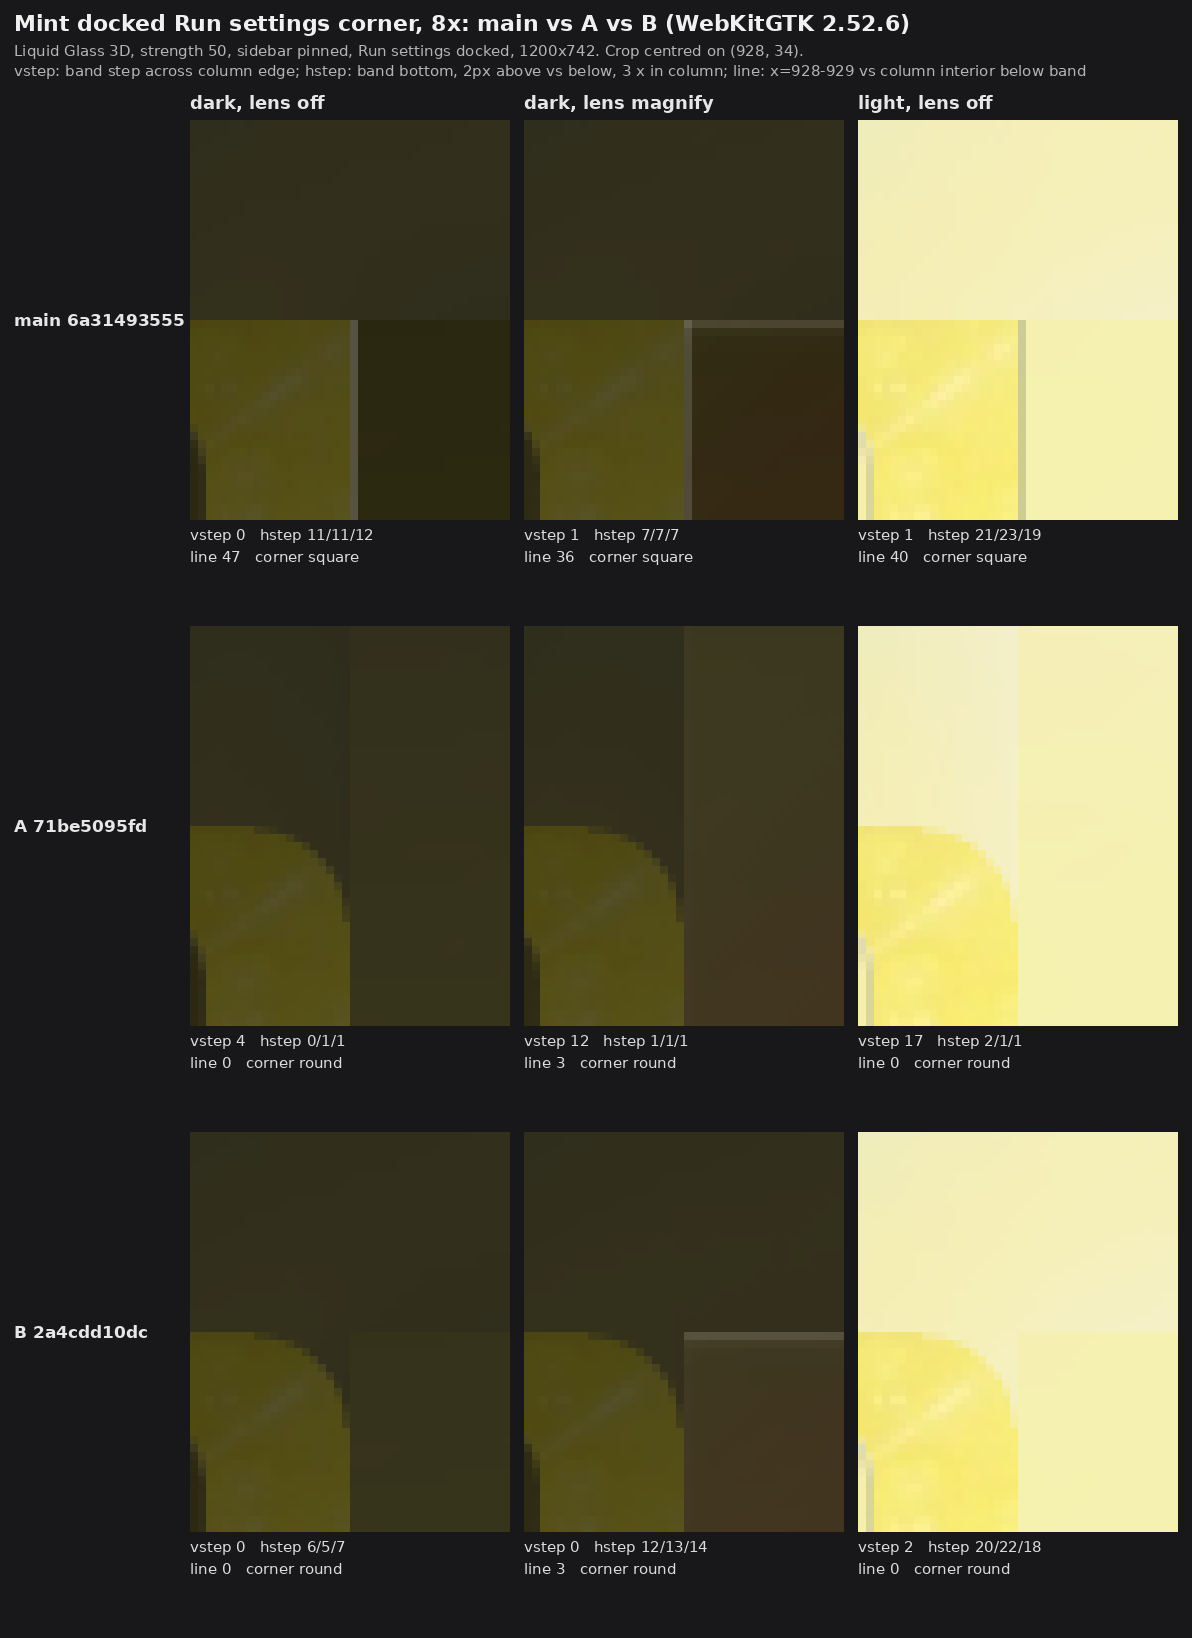 Mint docked Run settings corner, 8x: main vs A vs B (WebKitGTK 2.52.6)
Liquid Glass 3D, strength 50, sidebar pinned, Run settings docked, 1200x742. Crop centred on (928, 34).
vstep: band step across column edge; hstep: band bottom, 2px above vs below, 3 x in column; line: x=928-929 vs column interior below band
dark, lens off
dark, lens magnify
light, lens off
main 6a31493555
vstep 0 hstep 11/11/12
line 47 corner square
vstep 1 hstep 7/7/7
line 36 corner square
vstep 1 hstep 21/23/19
line 40 corner square
A 71be5095fd
vstep 4 hstep 0/1/1
line 0 corner round
vstep 12 hstep 1/1/1
line 3 corner round
vstep 17 hstep 2/1/1
line 0 corner round
B 2a4cdd10dc
vstep 0 hstep 6/5/7
line 0 corner round
vstep 0 hstep 12/13/14
line 3 corner round
vstep 2 hstep 20/22/18
line 0 corner round